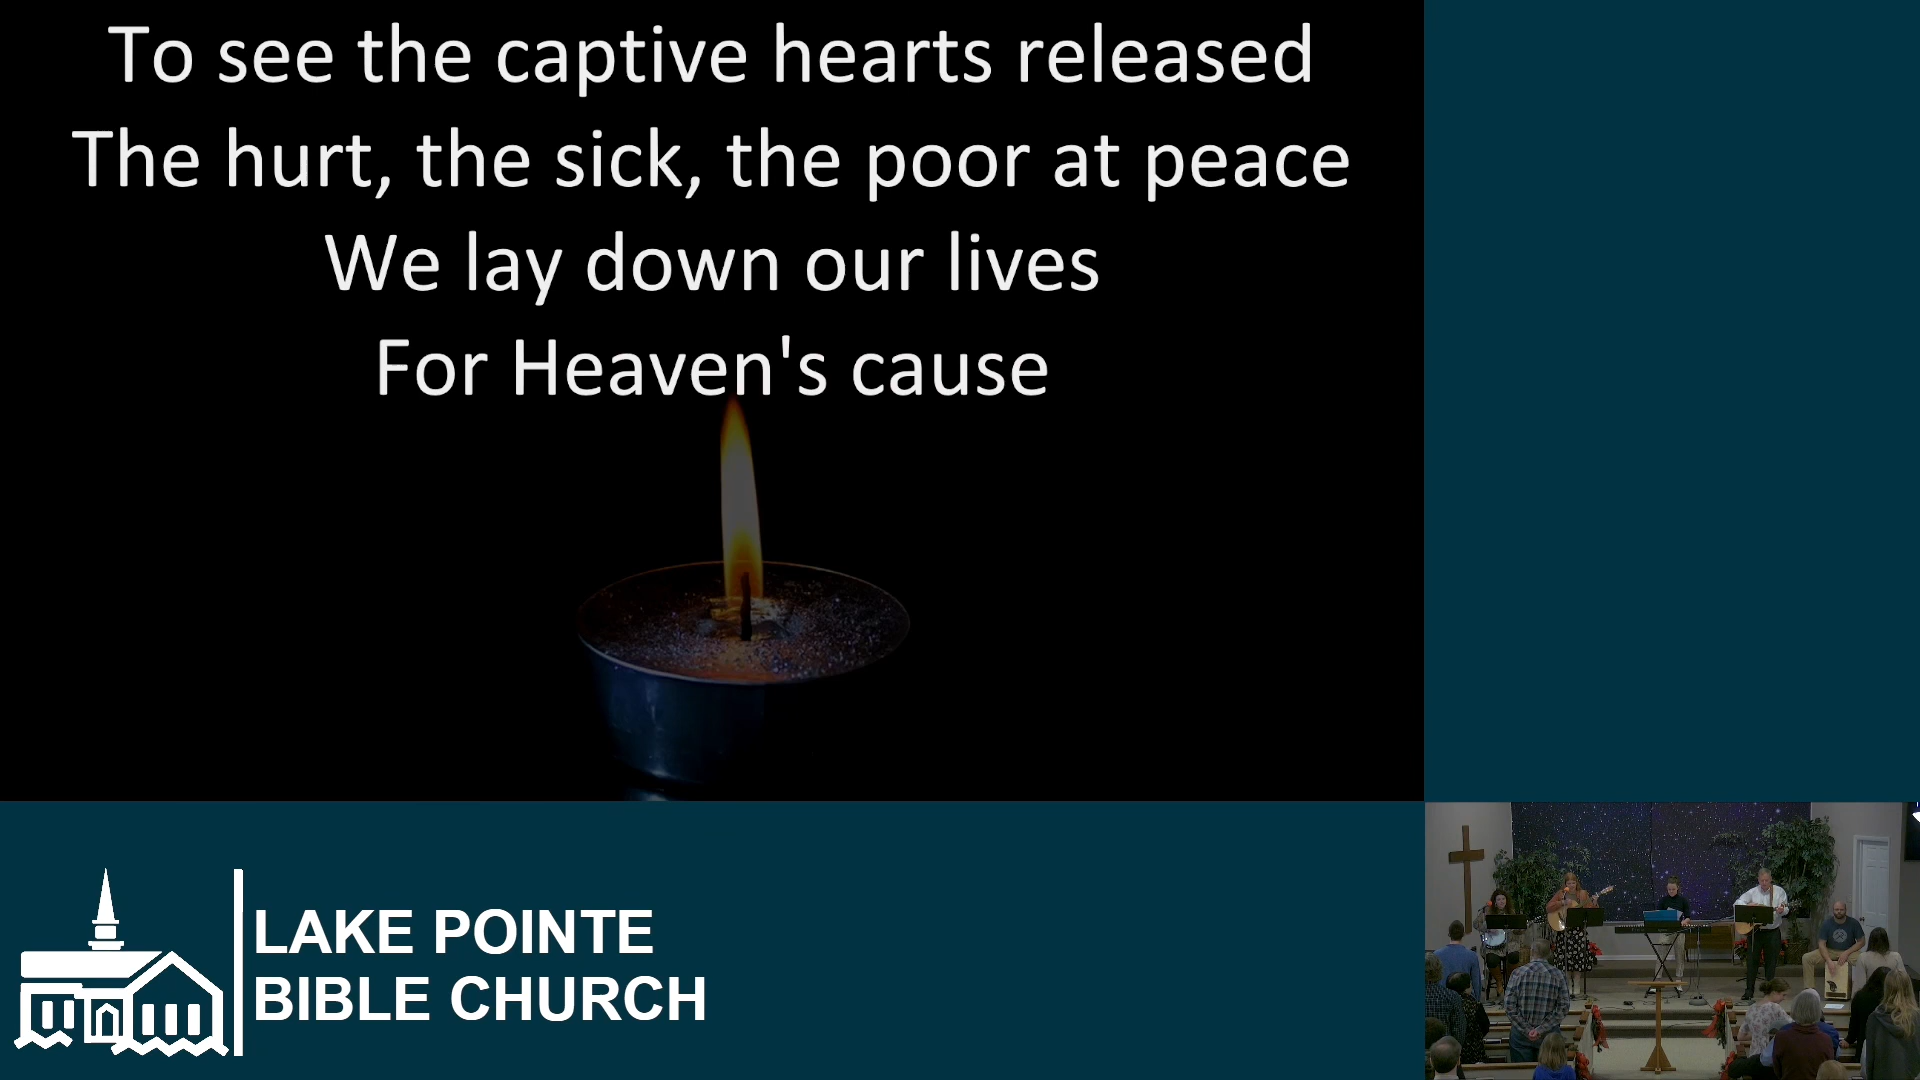 To see the captive hearts released
The hurt, the sick, the poor at peace
We lay down our lives
For Heaven's cause
LAKE POINTE
BIBLE CHURCH